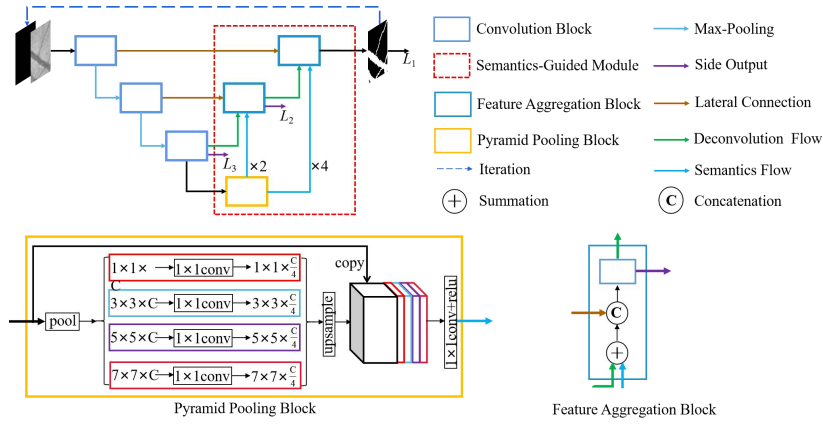 L1
L2
L3
×2
×4
Convolution Block
Semantics-Guided Module
Feature Aggregation Block
Pyramid Pooling Block
Iteration
+ Summation
Max-Pooling
Side Output
Lateral Connection
Deconvolution Flow
Semantics Flow
C Concatenation
pool
1×1×C 1×1conv 1×1×C/4
3×3×C 1×1conv 3×3×C/4
5×5×C 1×1conv 5×5×C/4
7×7×C 1×1conv 7×7×C/4
upsample
copy
1×1conv+relu
Pyramid Pooling Block
C
+
Feature Aggregation Block